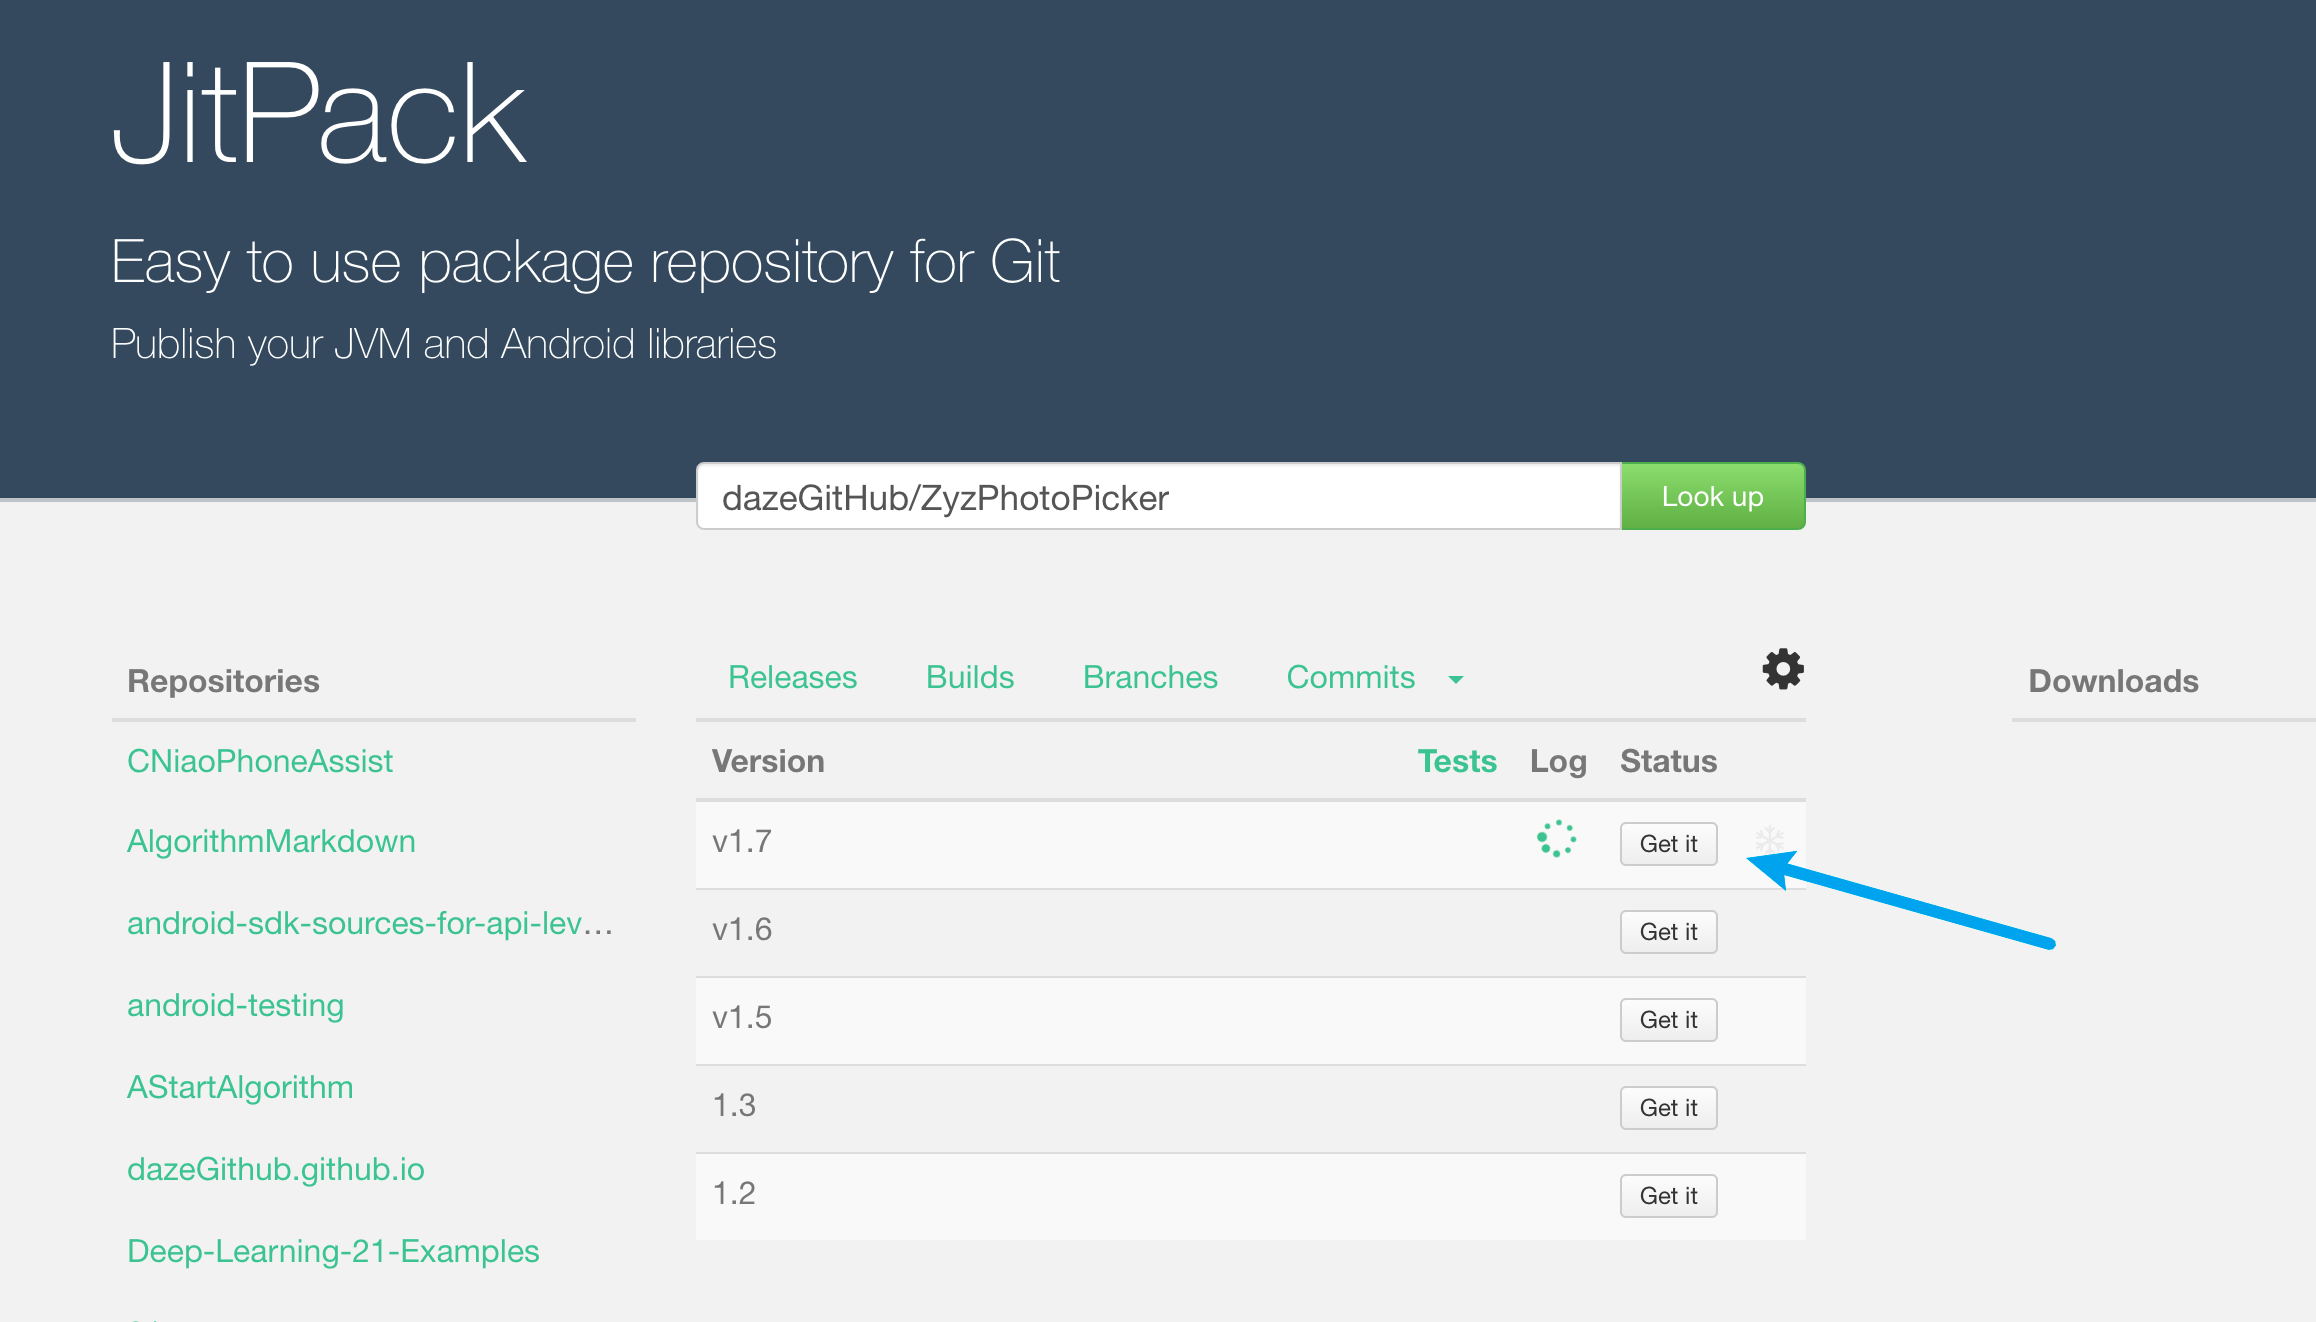 JitPack
Easy to use package repository for Git
Publish your JVM and Android libraries
dazeGitHub/ZyzPhotoPicker
Look up
Repositories
CNiaoPhoneAssist
AlgorithmMarkdown
android-sdk-sources-for-api-lev...
android-testing
AStartAlgorithm
dazeGithub.github.io
Deep-Learning-21-Examples
Releases Builds Branches Commits
Version Tests Log Status
v1.7 Get it
v1.6 Get it
v1.5 Get it
1.3 Get it
1.2 Get it
Downloads